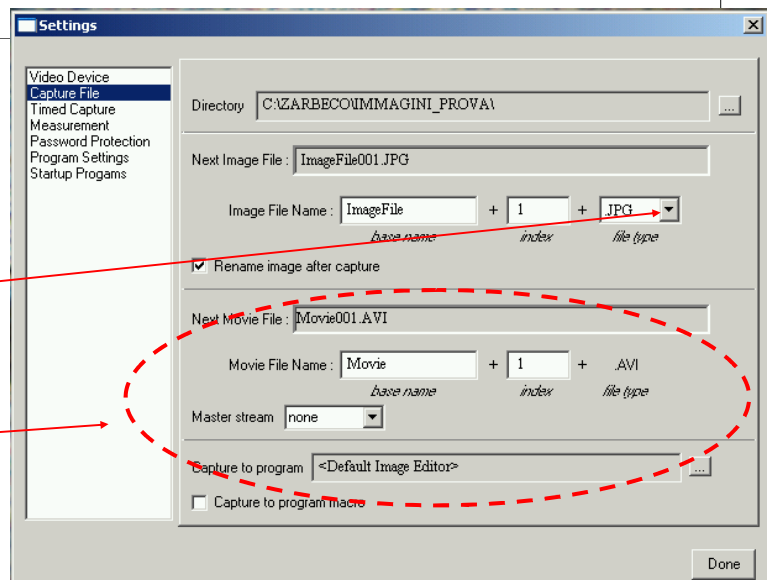 Settings
Video Device
Capture File
Timed Capture
Measurement
Password Protection
Program Settings
Startup Progams
Directory C:\ZARBECO\IMMAGINI_PROVA\ ...
Next Image File : ImageFile001.JPG
Image File Name : ImageFile + 1 + .JPG
base name index file type
Rename image after capture
Next Movie File : Movie001.AVI
Movie File Name : Movie + 1 + .AVI
base name index file type
Master stream none
Capture to program <Default Image Editor> ...
Capture to program macro
Done